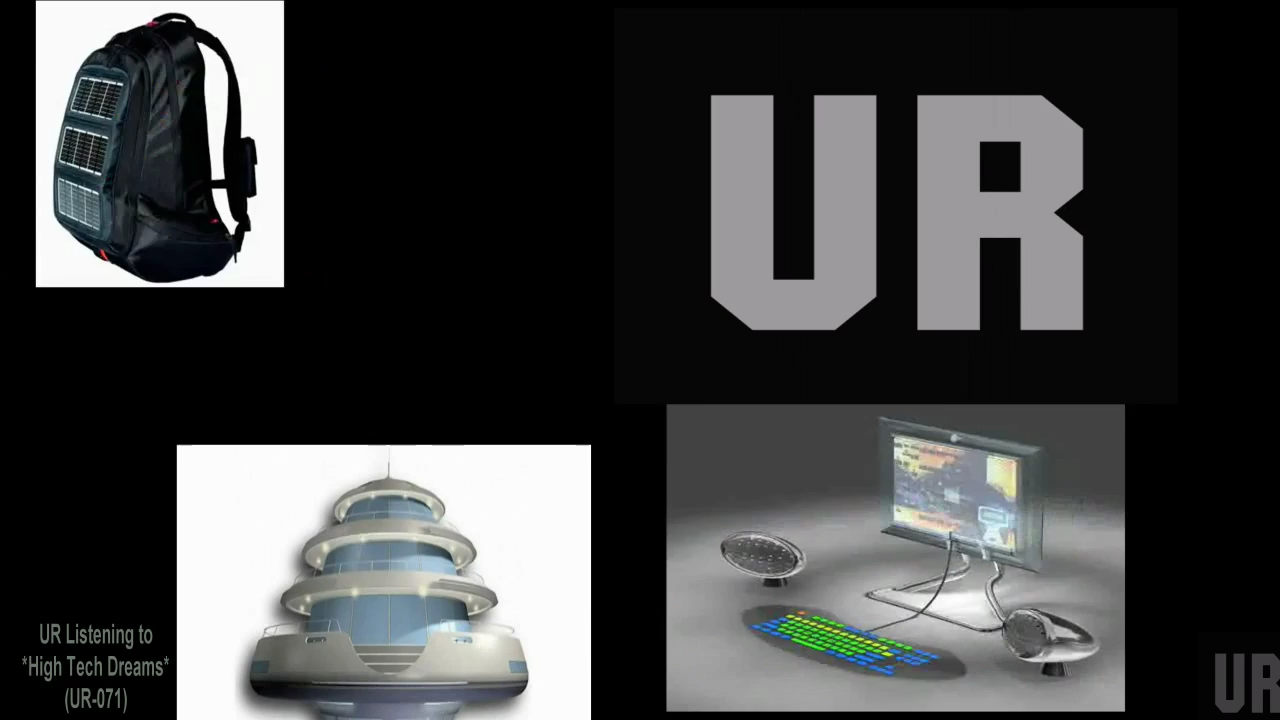 UR
UR Listening to
*High Tech Dreams*
(UR-071)
UR